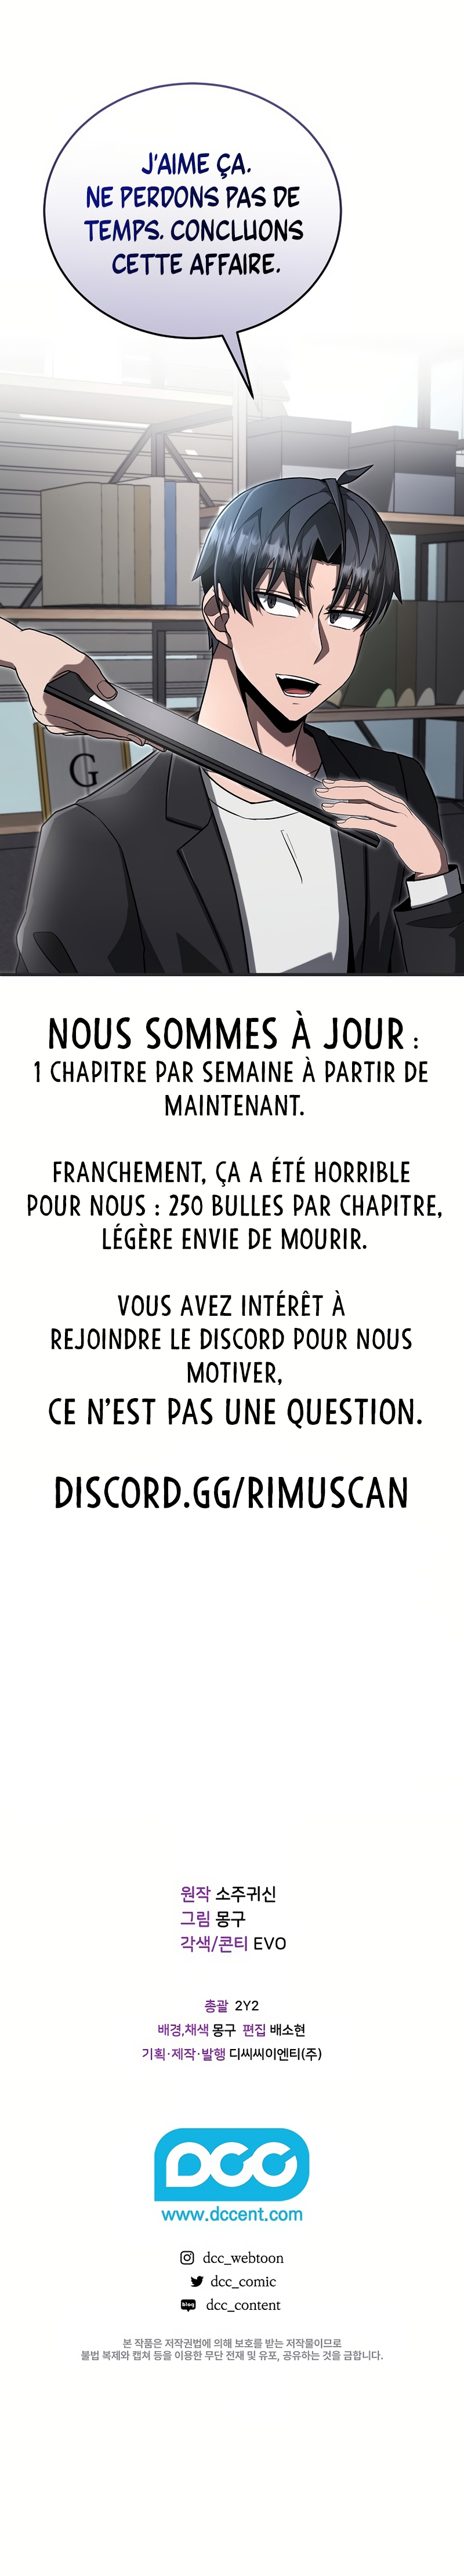 J'AIME ÇA.
NE PERDONS PAS DE
TEMPS. CONCLUONS
CETTE AFFAIRE.
G
NOUS SOMMES À JOUR :
1 CHAPITRE PAR SEMAINE À PARTIR DE
MAINTENANT.
FRANCHEMENT, ÇA A ÉTÉ HORRIBLE
POUR NOUS : 250 BULLES PAR CHAPITRE,
LÉGÈRE ENVIE DE MOURIR.
VOUS AVEZ INTÉRÊT À
REJOINDRE LE DISCORD POUR NOUS
MOTIVER,
CE N'EST PAS UNE QUESTION.
DISCORD.GG/RIMUSCAN
원작 소주귀신
그림 몽구
각색/콘티 EVO
총괄 2Y2
배경,채색 몽구 편집 배소현
기획·제작·발행 디씨씨이엔티(주)
DCC
www.dccent.com
dcc_webtoon
dcc_comic
blog dcc_content
본 작품은 저작권법에 의해 보호를 받는 저작물이므로
불법 복제와 캡쳐 등을 이용한 무단 전재 및 유포, 공유하는 것을 금합니다.